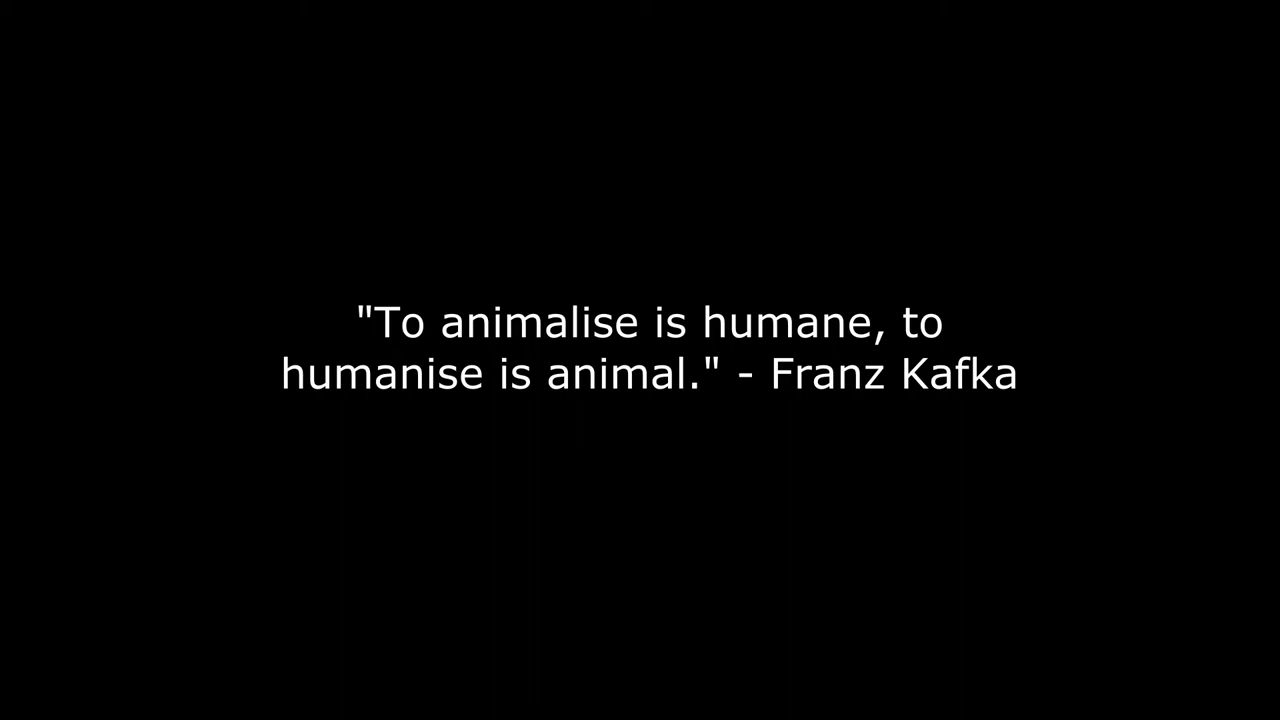 "To animalise is humane, to
humanise is animal." - Franz Kafka